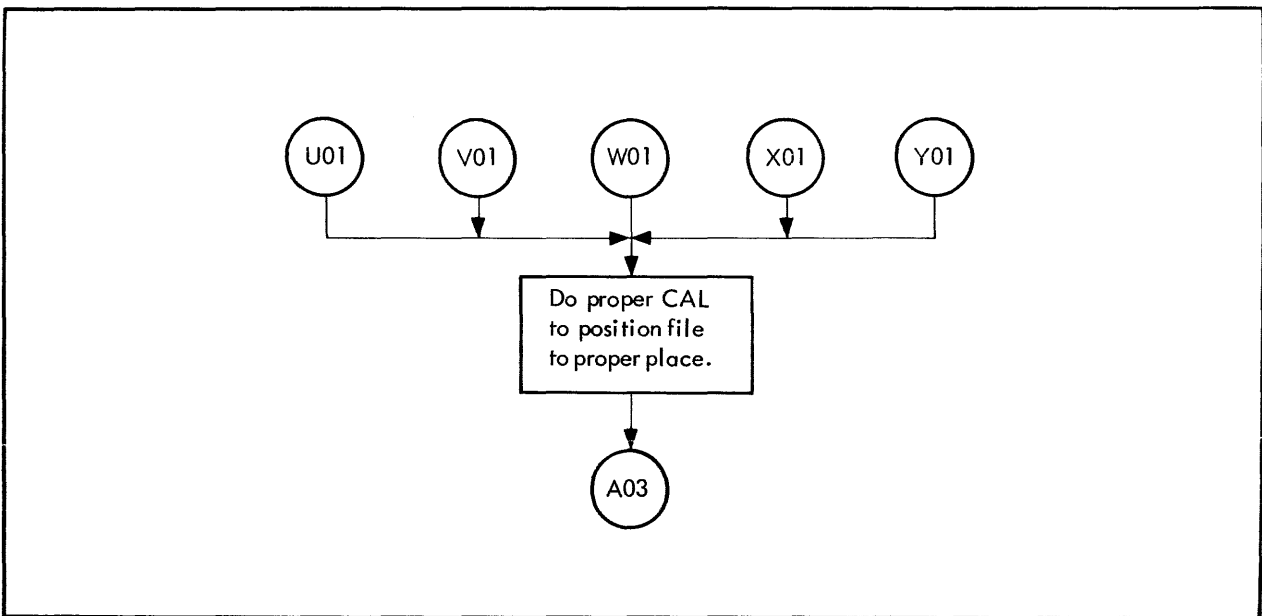 U01 V01 W01 X01 Y01
Do proper CAL
to position file
to proper place.
A03